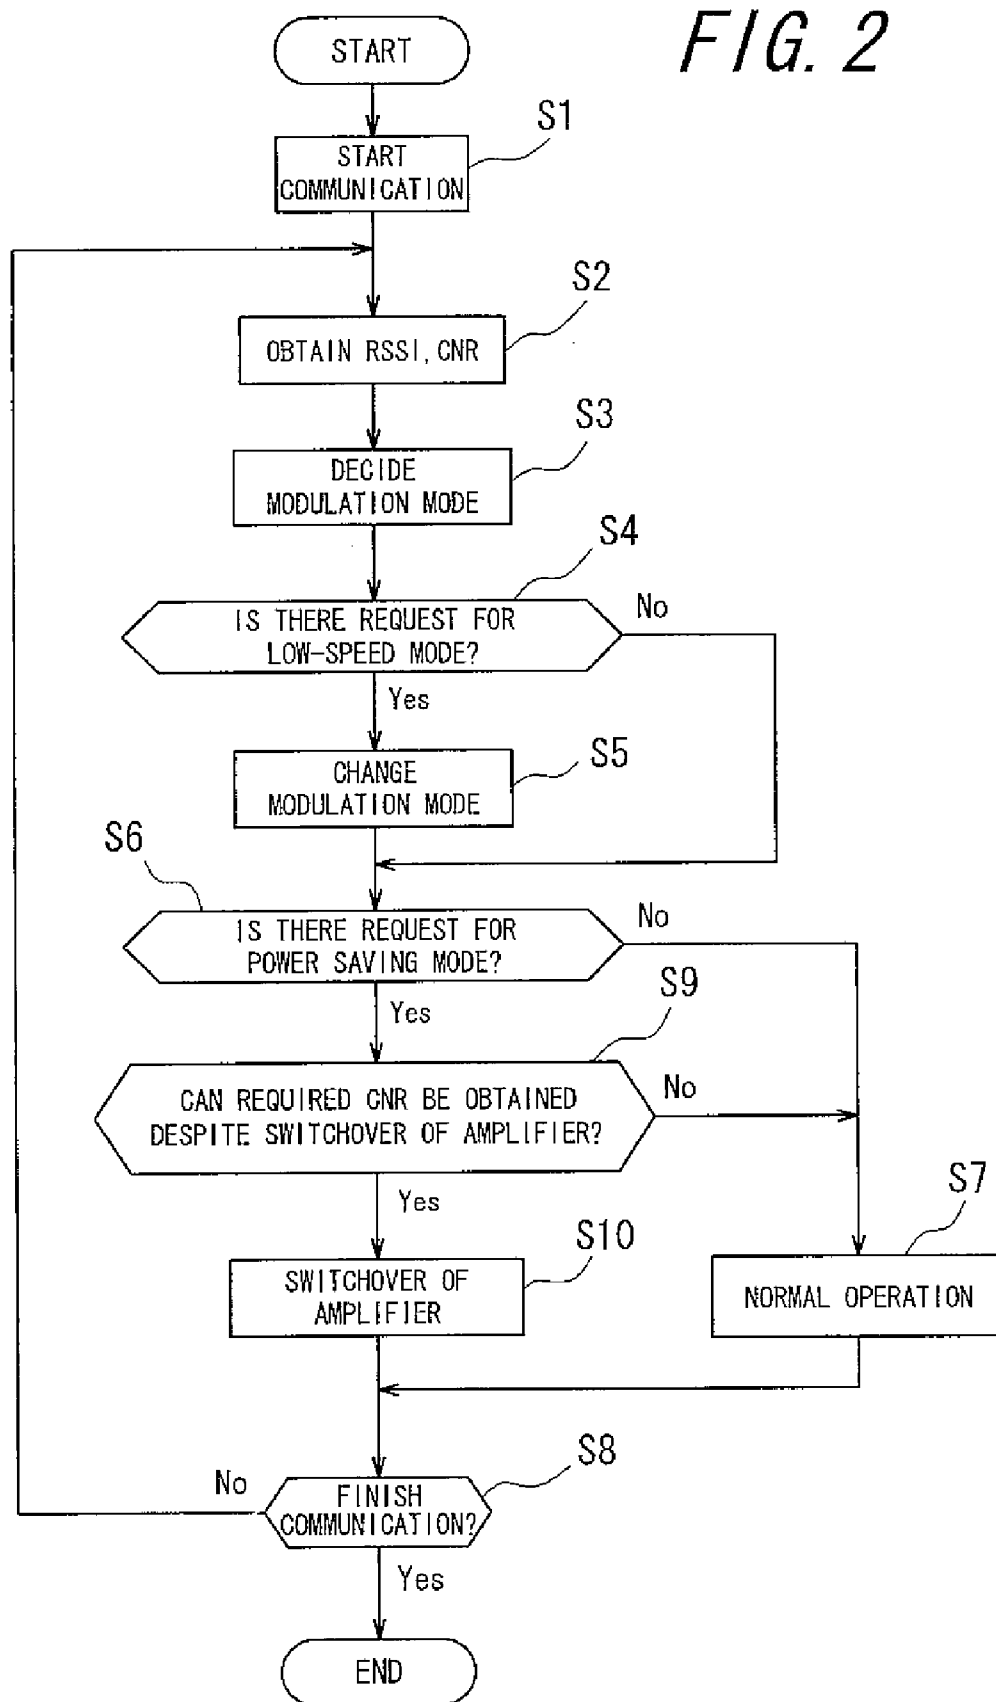 FIG. 2
START
S1
START
COMMUNICATION
S2
OBTAIN RSSI, CNR
S3
DECIDE
MODULATION MODE
S4
IS THERE REQUEST FOR
LOW-SPEED MODE?
No
Yes
S5
CHANGE
MODULATION MODE
S6
IS THERE REQUEST FOR
POWER SAVING MODE?
No
Yes
S9
CAN REQUIRED CNR BE OBTAINED
DESPITE SWITCHOVER OF AMPLIFIER?
No
Yes
S10
SWITCHOVER OF
AMPLIFIER
S7
NORMAL OPERATION
S8
FINISH
COMMUNICATION?
No
Yes
END